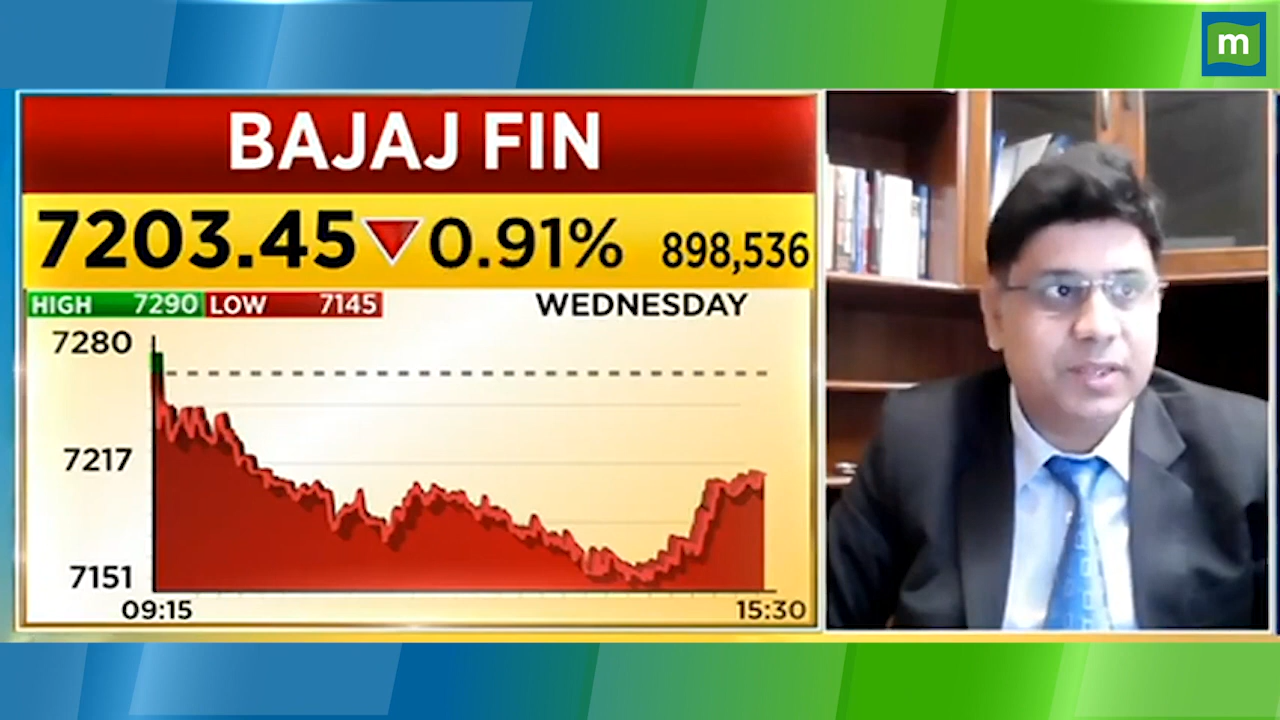 m
BAJAJ FIN
7203.45 ▼ 0.91% 898,536
HIGH 7290 LOW 7145 WEDNESDAY
7280
7217
7151
09:15 15:30